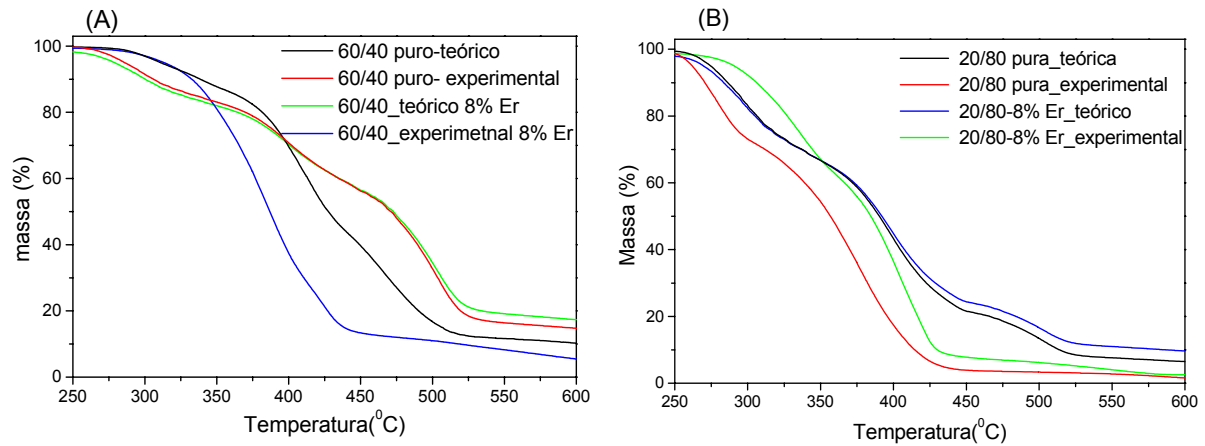 (A)
60/40 puro-teórico
60/40 puro- experimental
60/40_teórico 8% Er
60/40_experimetnal 8% Er
massa (%)
100
80
60
40
20
0
250 300 350 400 450 500 550 600
Temperatura(⁰C)
(B)
20/80 pura_teórica
20/80 pura_experimental
20/80-8% Er_teórico
20/80-8% Er_experimental
Massa (%)
100
80
60
40
20
0
250 300 350 400 450 500 550 600
Temperatura(⁰C)